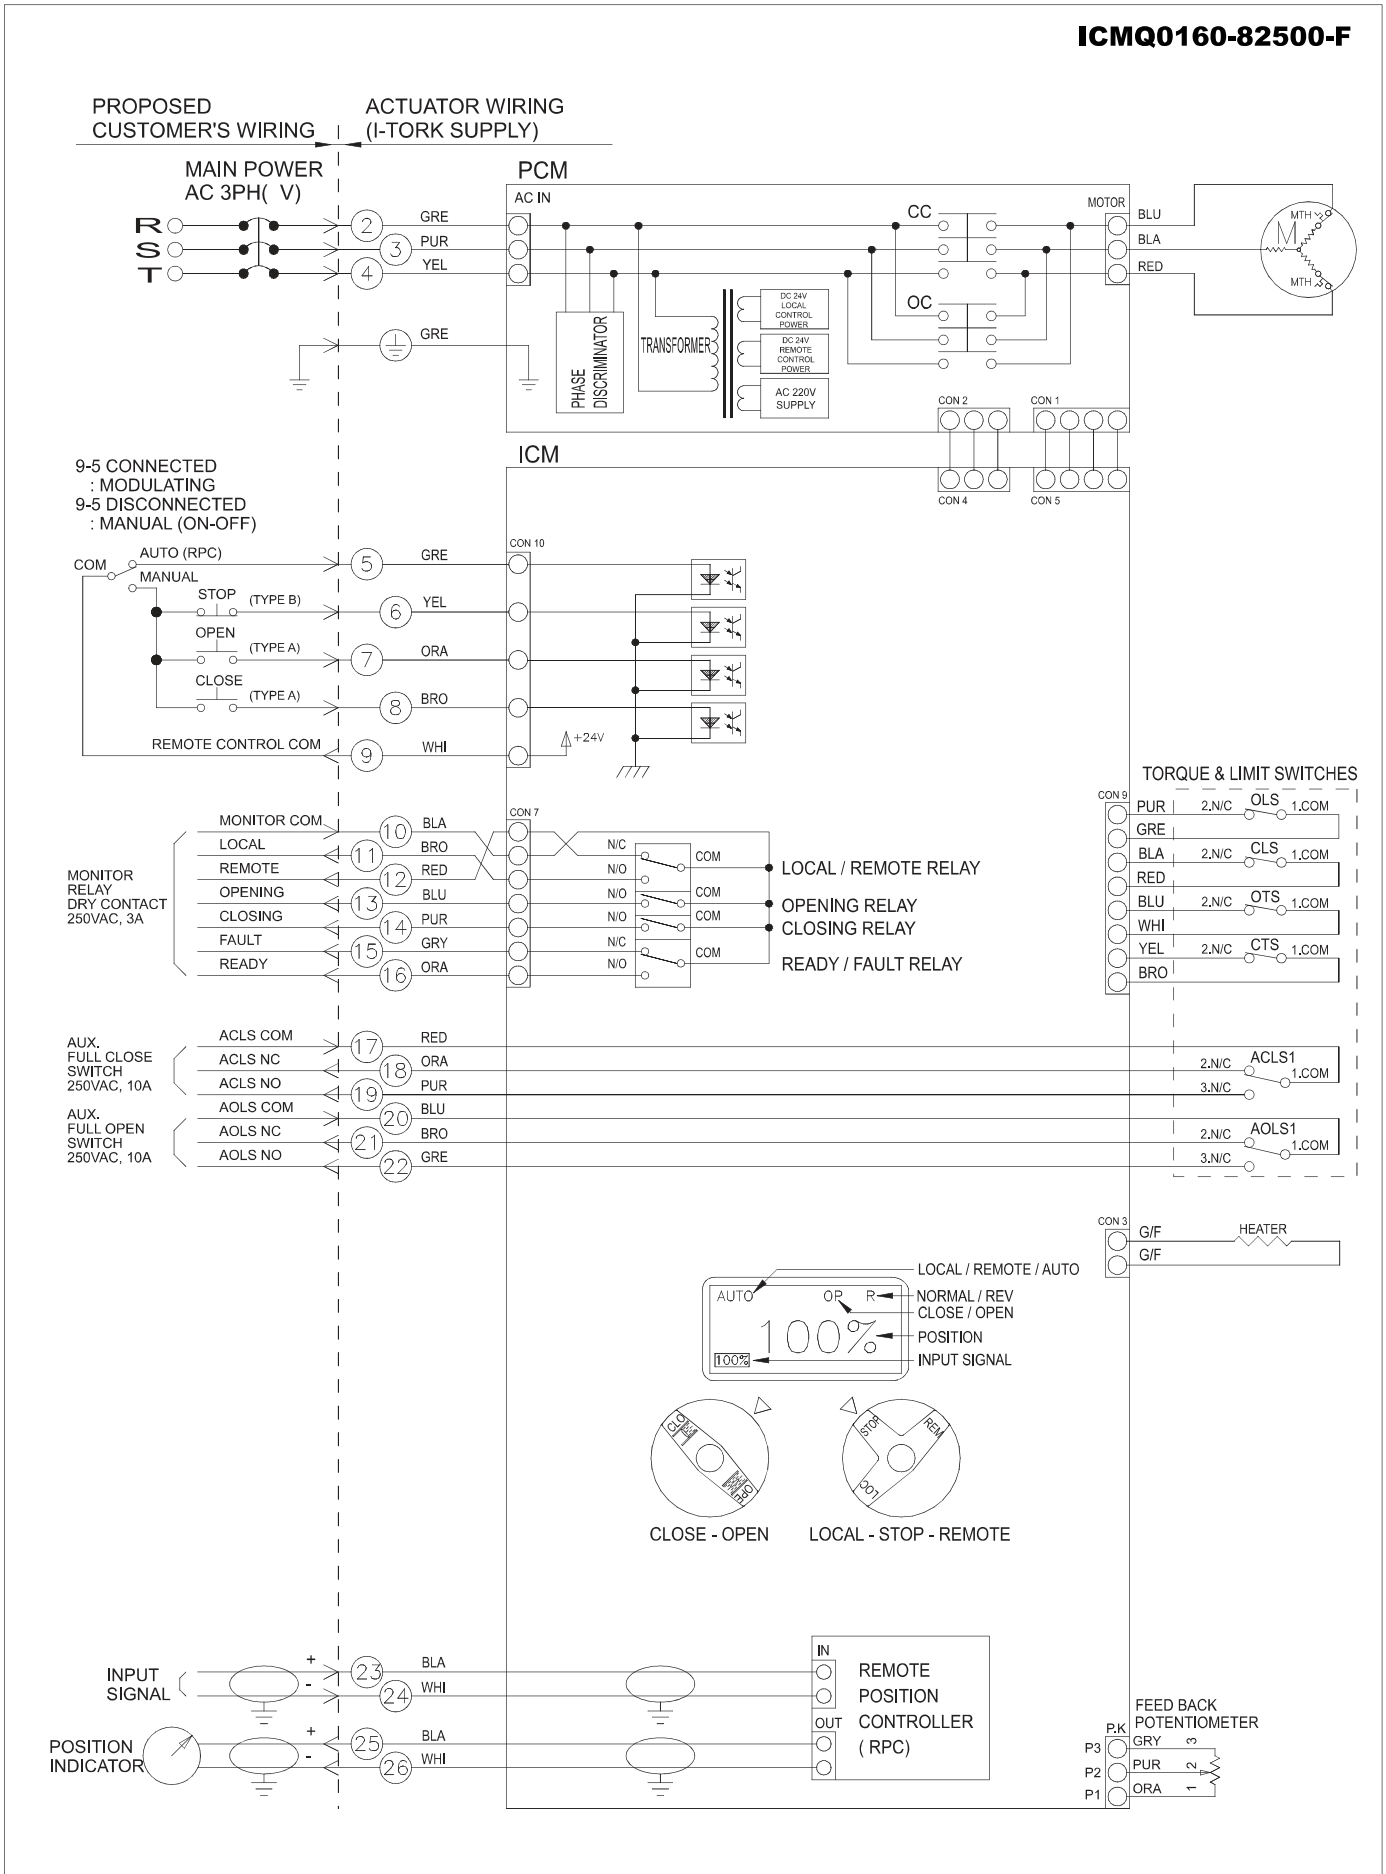 ICMQ0160-82500-F
PROPOSED
CUSTOMER'S WIRING
ACTUATOR WIRING
(I-TORK SUPPLY)
MAIN POWER
AC 3PH(  V)
R
S
T
2
GRE
3
PUR
4
YEL
GRE
PCM
AC IN
PHASE
DISCRIMINATOR
TRANSFORMER
DC 24V
LOCAL
CONTROL
POWER
DC 24V
REMOTE
CONTROL
POWER
AC 220V
SUPPLY
CC
OC
MOTOR
BLU
BLA
RED
MTH
M
MTH
CON 2
CON 1
CON 4
CON 5
ICM
9-5 CONNECTED
: MODULATING
9-5 DISCONNECTED
: MANUAL (ON-OFF)
COM
AUTO (RPC)
MANUAL
STOP
(TYPE B)
OPEN
(TYPE A)
CLOSE
(TYPE A)
REMOTE CONTROL COM
5
GRE
6
YEL
7
ORA
8
BRO
9
WHI
CON 10
+24V
MONITOR
RELAY
DRY CONTACT
250VAC, 3A
MONITOR COM
LOCAL
REMOTE
OPENING
CLOSING
FAULT
READY
10
BLA
11
BRO
12
RED
13
BLU
14
PUR
15
GRY
16
ORA
CON 7
N/C
COM
N/O
N/O
COM
N/O
COM
N/C
COM
N/O
LOCAL / REMOTE RELAY
OPENING RELAY
CLOSING RELAY
READY / FAULT RELAY
TORQUE & LIMIT SWITCHES
CON 9
PUR
2.N/C
OLS
1.COM
GRE
BLA
2.N/C
CLS
1.COM
RED
BLU
2.N/C
OTS
1.COM
WHI
YEL
2.N/C
CTS
1.COM
BRO
AUX.
FULL CLOSE
SWITCH
250VAC, 10A
ACLS COM
ACLS NC
ACLS NO
17
RED
18
ORA
19
PUR
2.N/C
ACLS1
1.COM
3.N/C
AUX.
FULL OPEN
SWITCH
250VAC, 10A
AOLS COM
AOLS NC
AOLS NO
20
BLU
21
BRO
22
GRE
2.N/C
AOLS1
1.COM
3.N/C
CON 3
G/F
HEATER
G/F
AUTO
OP
R
100%
100%
LOCAL / REMOTE / AUTO
NORMAL / REV
CLOSE / OPEN
POSITION
INPUT SIGNAL
CLO
OPE
CLOSE - OPEN
STOP
REM
LOC
LOCAL - STOP - REMOTE
INPUT
SIGNAL
+
-
23
BLA
24
WHI
POSITION
INDICATOR
+
-
25
BLA
26
WHI
IN
OUT
REMOTE
POSITION
CONTROLLER
( RPC)
FEED BACK
POTENTIOMETER
P.K
P3
GRY
3
P2
PUR
2
P1
ORA
1